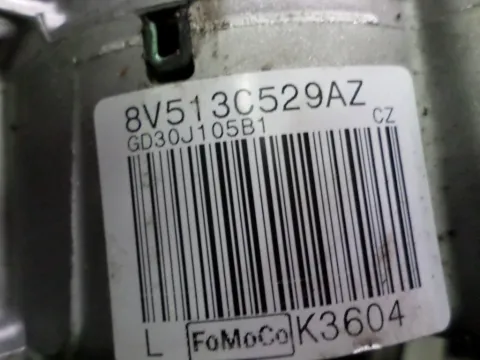 8V513C529AZ
GD30J105B1 CZ
L FoMoCo K3604